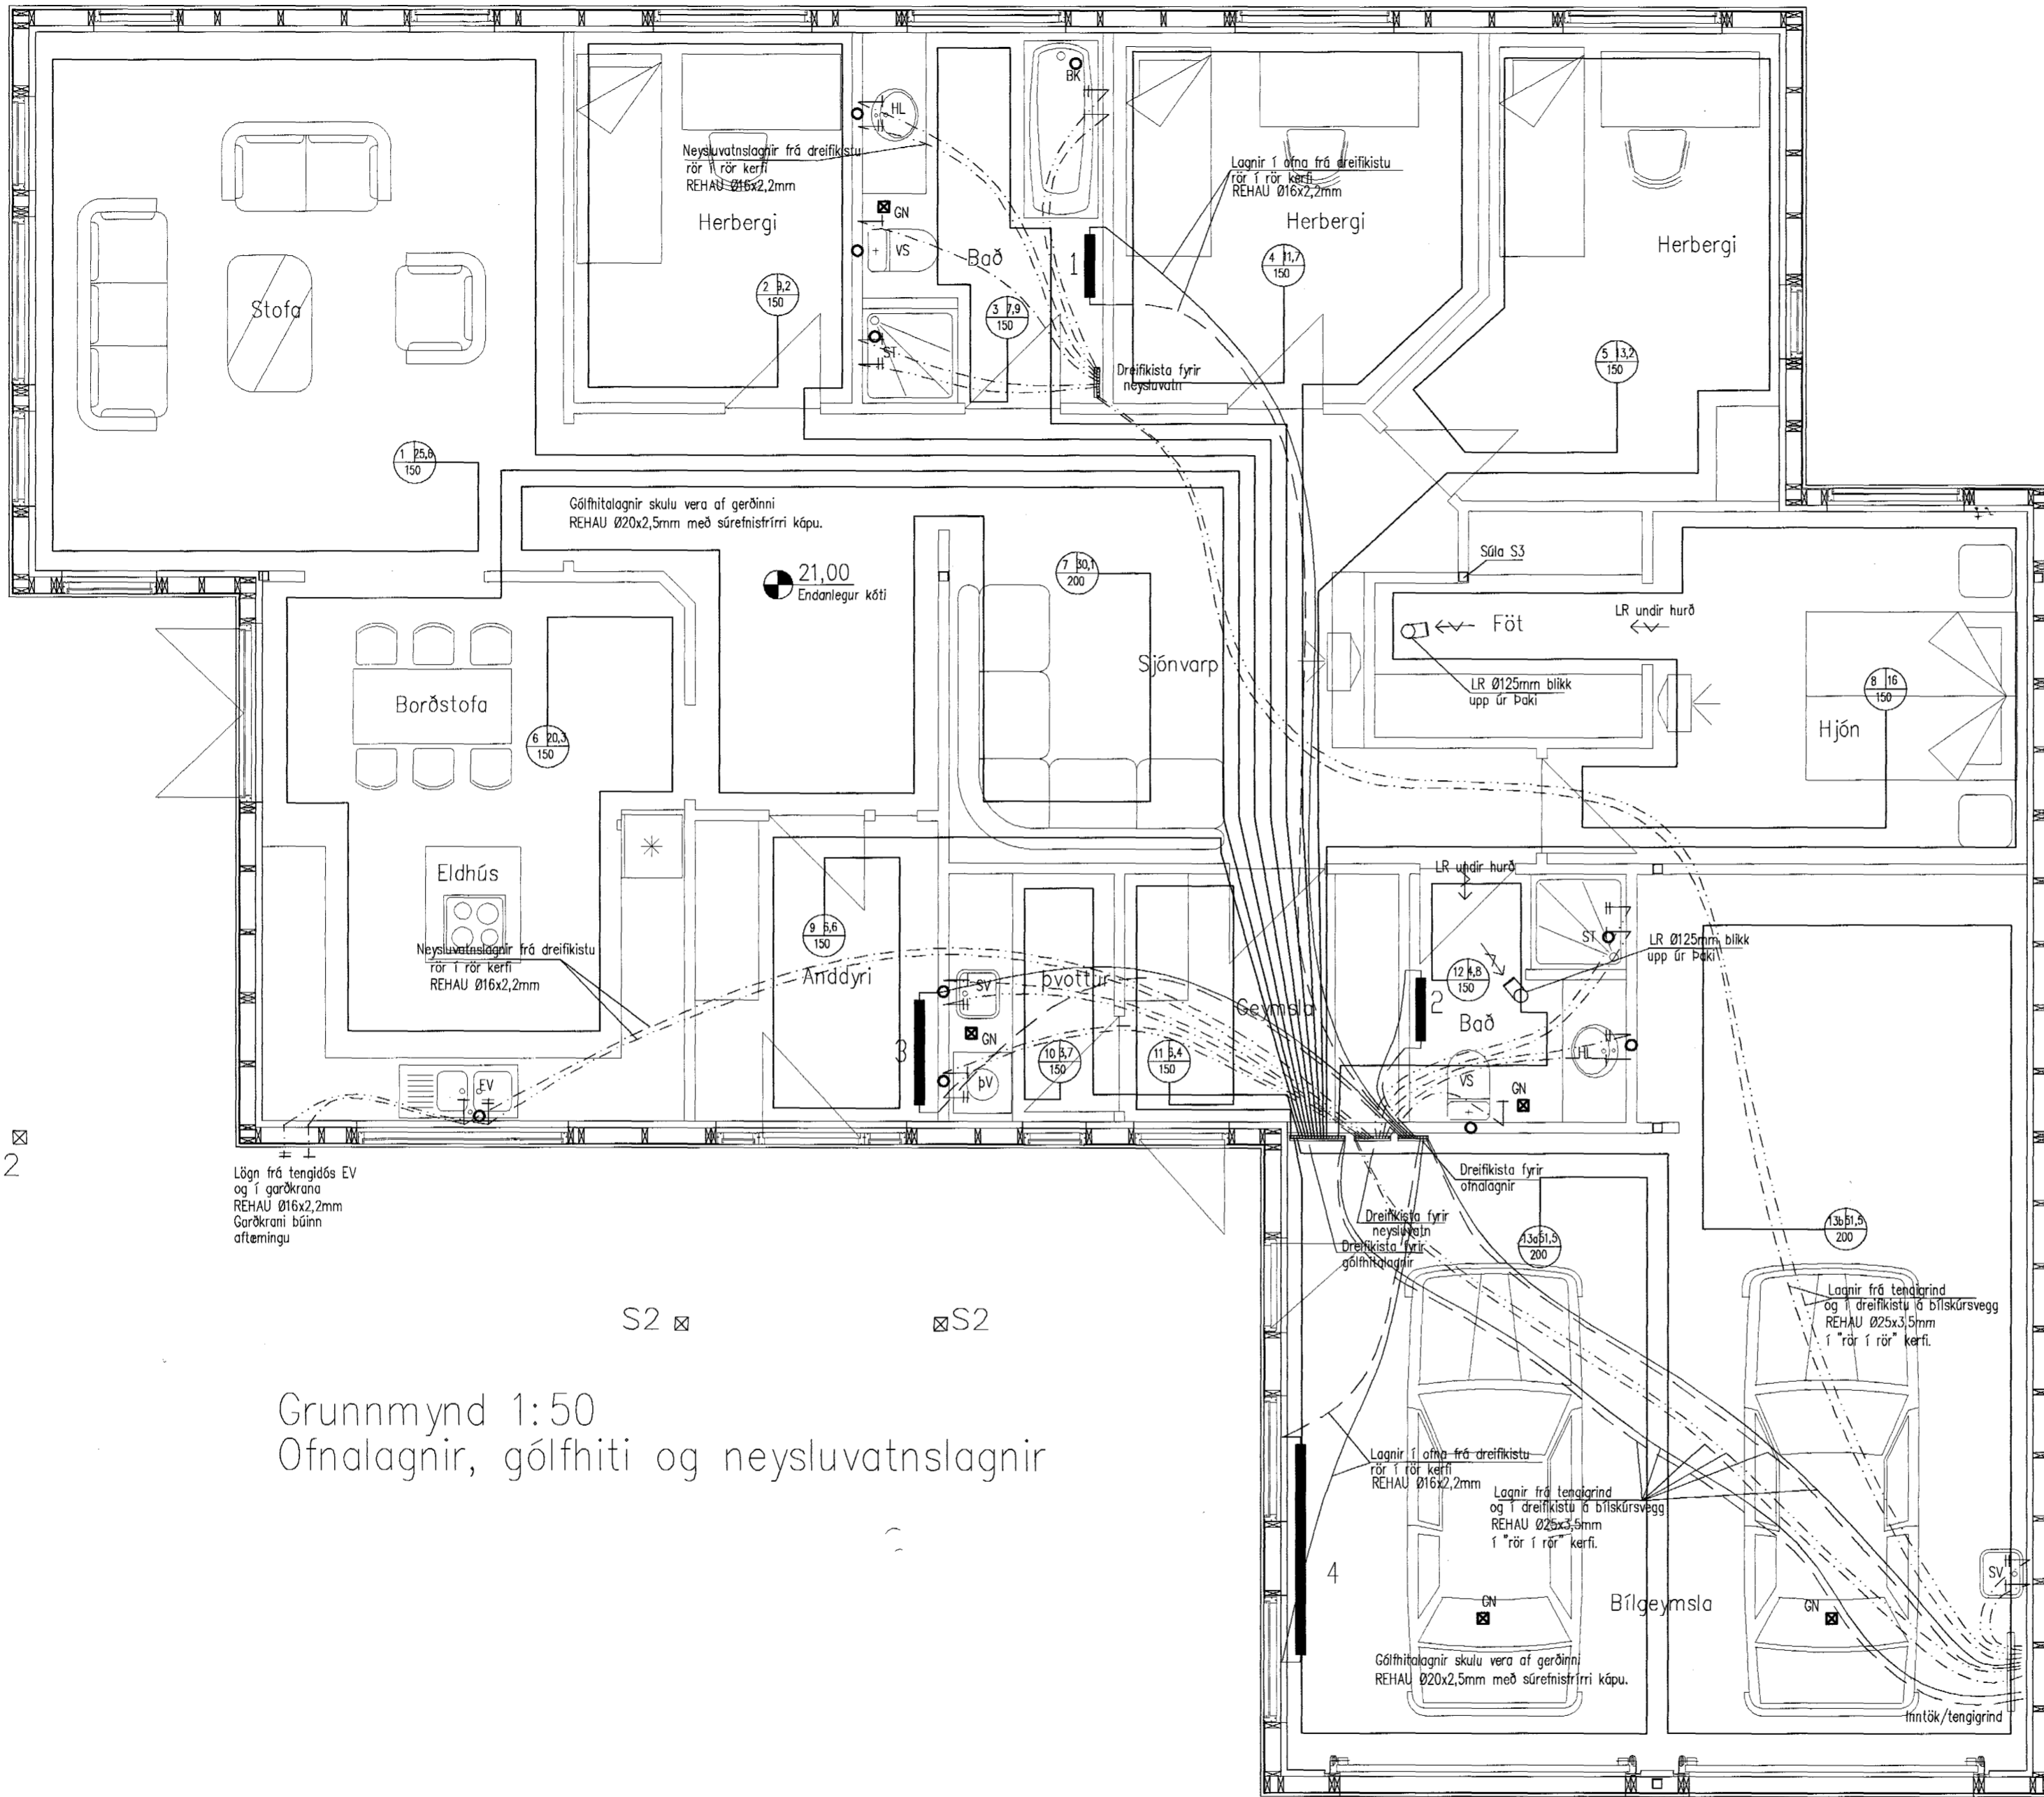 HL
BK
Neysluvatnslagnir frá dreifikistu
rör í rör kerfi
REHAU Ø16x2,2mm
Lagnir í ofna frá dreifikistu
rör í rör kerfi
REHAU Ø16x2,2mm
Herbergi
GN
VS
Bað
1
Herbergi
Herbergi
2 9,2
150
4 11,7
150
3 7,9
150
Stofa
ST
5 13,2
150
Dreifikista fyrir
neysluvatn
1 25,8
150
Gólfhitalagnir skulu vera af gerðinni
REHAU Ø20x2,5mm með súrefnisfrírri kápu.
21,00
Endanlegur kóti
7 30,1
200
Súla S3
Föt
LR undir hurð
Sjónvarp
LR Ø125mm blikk
upp úr Þaki
8 16
150
Hjón
Borðstofa
6 20,3
150
Eldhús
LR undir hurð
Neysluvatnslagnir frá dreifikistu
rör í rör kerfi
REHAU Ø16x2,2mm
9 6,6
150
Anddyri
SV
Þvottur
Geymsla
GN
3
ÞV
10 3,7
150
11 5,4
150
12 4,8
150
2
Bað
ST
LR Ø125mm blikk
upp úr Þaki
HL
VS
GN
EV
2
Lögn frá tengidós EV
og í garðkrana
REHAU Ø16x2,2mm
Garðkrani búinn
aftæmingu
Dreifikista fyrir
ofnalagnir
Dreifikista fyrir
neysluvatn
Dreifikista fyrir
gólfhitalagnir
13a 51,5
200
13b 51,5
200
S2
S2
Lagnir frá tengigrind
og í dreifikistu á bílskúrsvegg
REHAU Ø25x3,5mm
í "rör í rör" kerfi.
Grunnmynd 1:50
Ofnalagnir, gólfhiti og neysluvatnslagnir
Lagnir í ofna frá dreifikistu
rör í rör kerfi
REHAU Ø16x2,2mm
Lagnir frá tengigrind
og í dreifikistu á bílskúrsvegg
REHAU Ø25x3,5mm
í "rör í rör" kerfi.
4
SV
GN
Bílgeymsla
GN
Gólfhitalagnir skulu vera af gerðinni
REHAU Ø20x2,5mm með súrefnisfrírri kápu.
Inntök/tengigrind